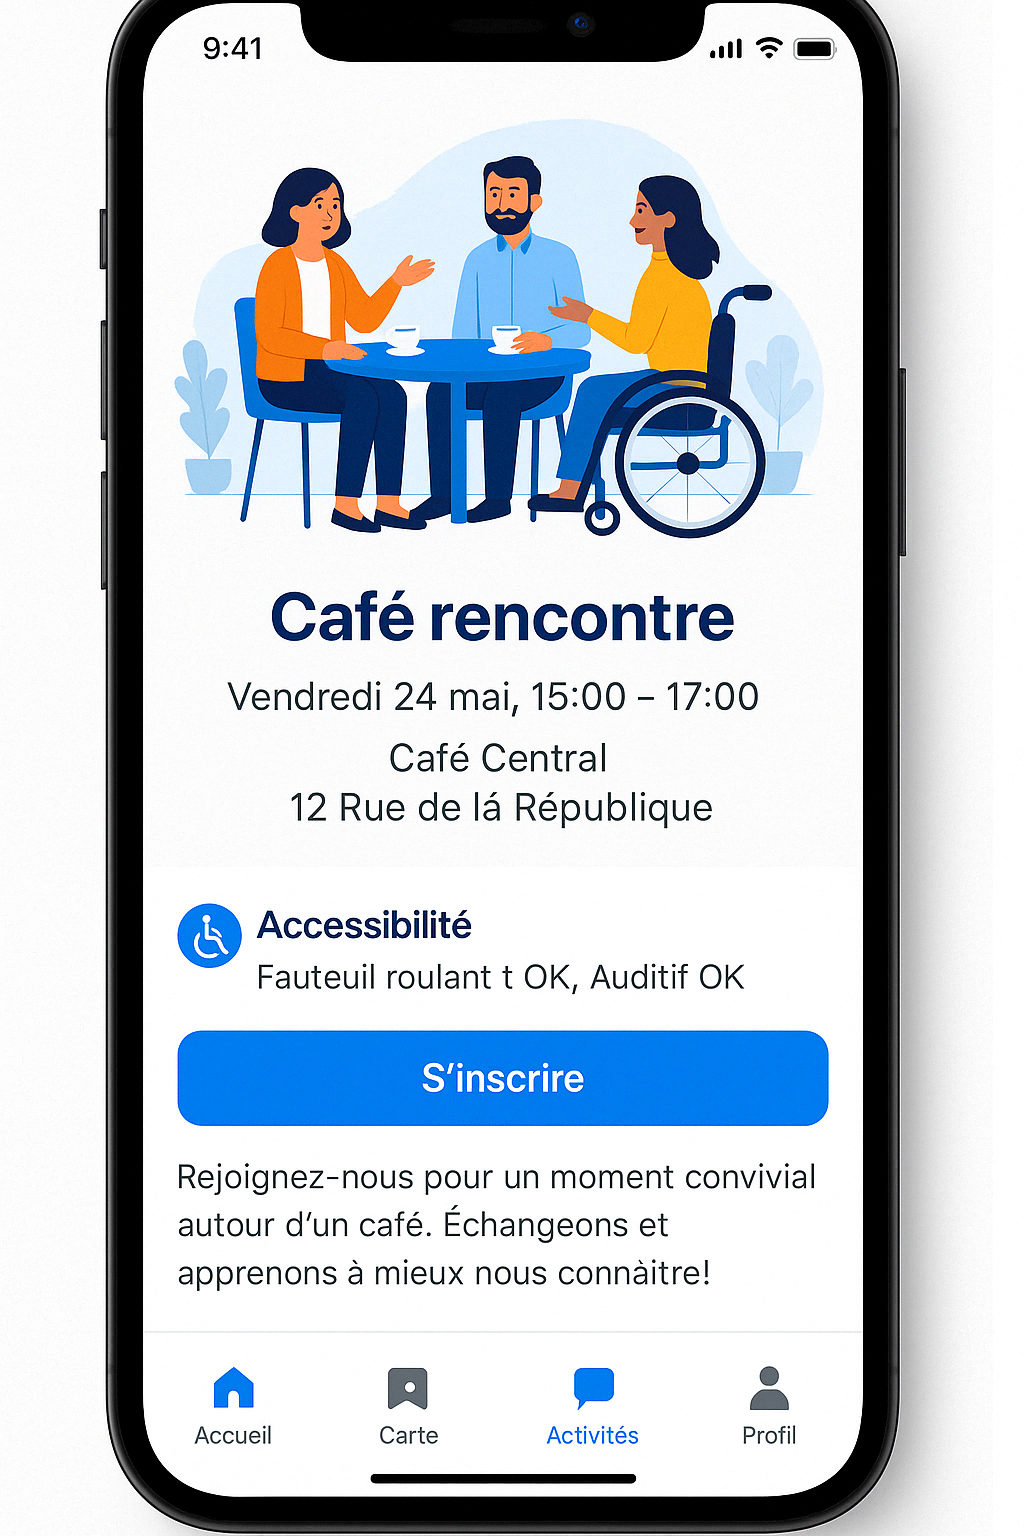 9:41
Café rencontre
Vendredi 24 mai, 15:00 – 17:00
Café Central
12 Rue de lá République
Accessibilité
Fauteuil roulant t OK, Auditif OK
S’inscrire
Rejoignez-nous pour un moment convivial
autour d’un café. Échangeons et
apprenons à mieux nous connàitre!
Accueil
Carte
Activités
Profil